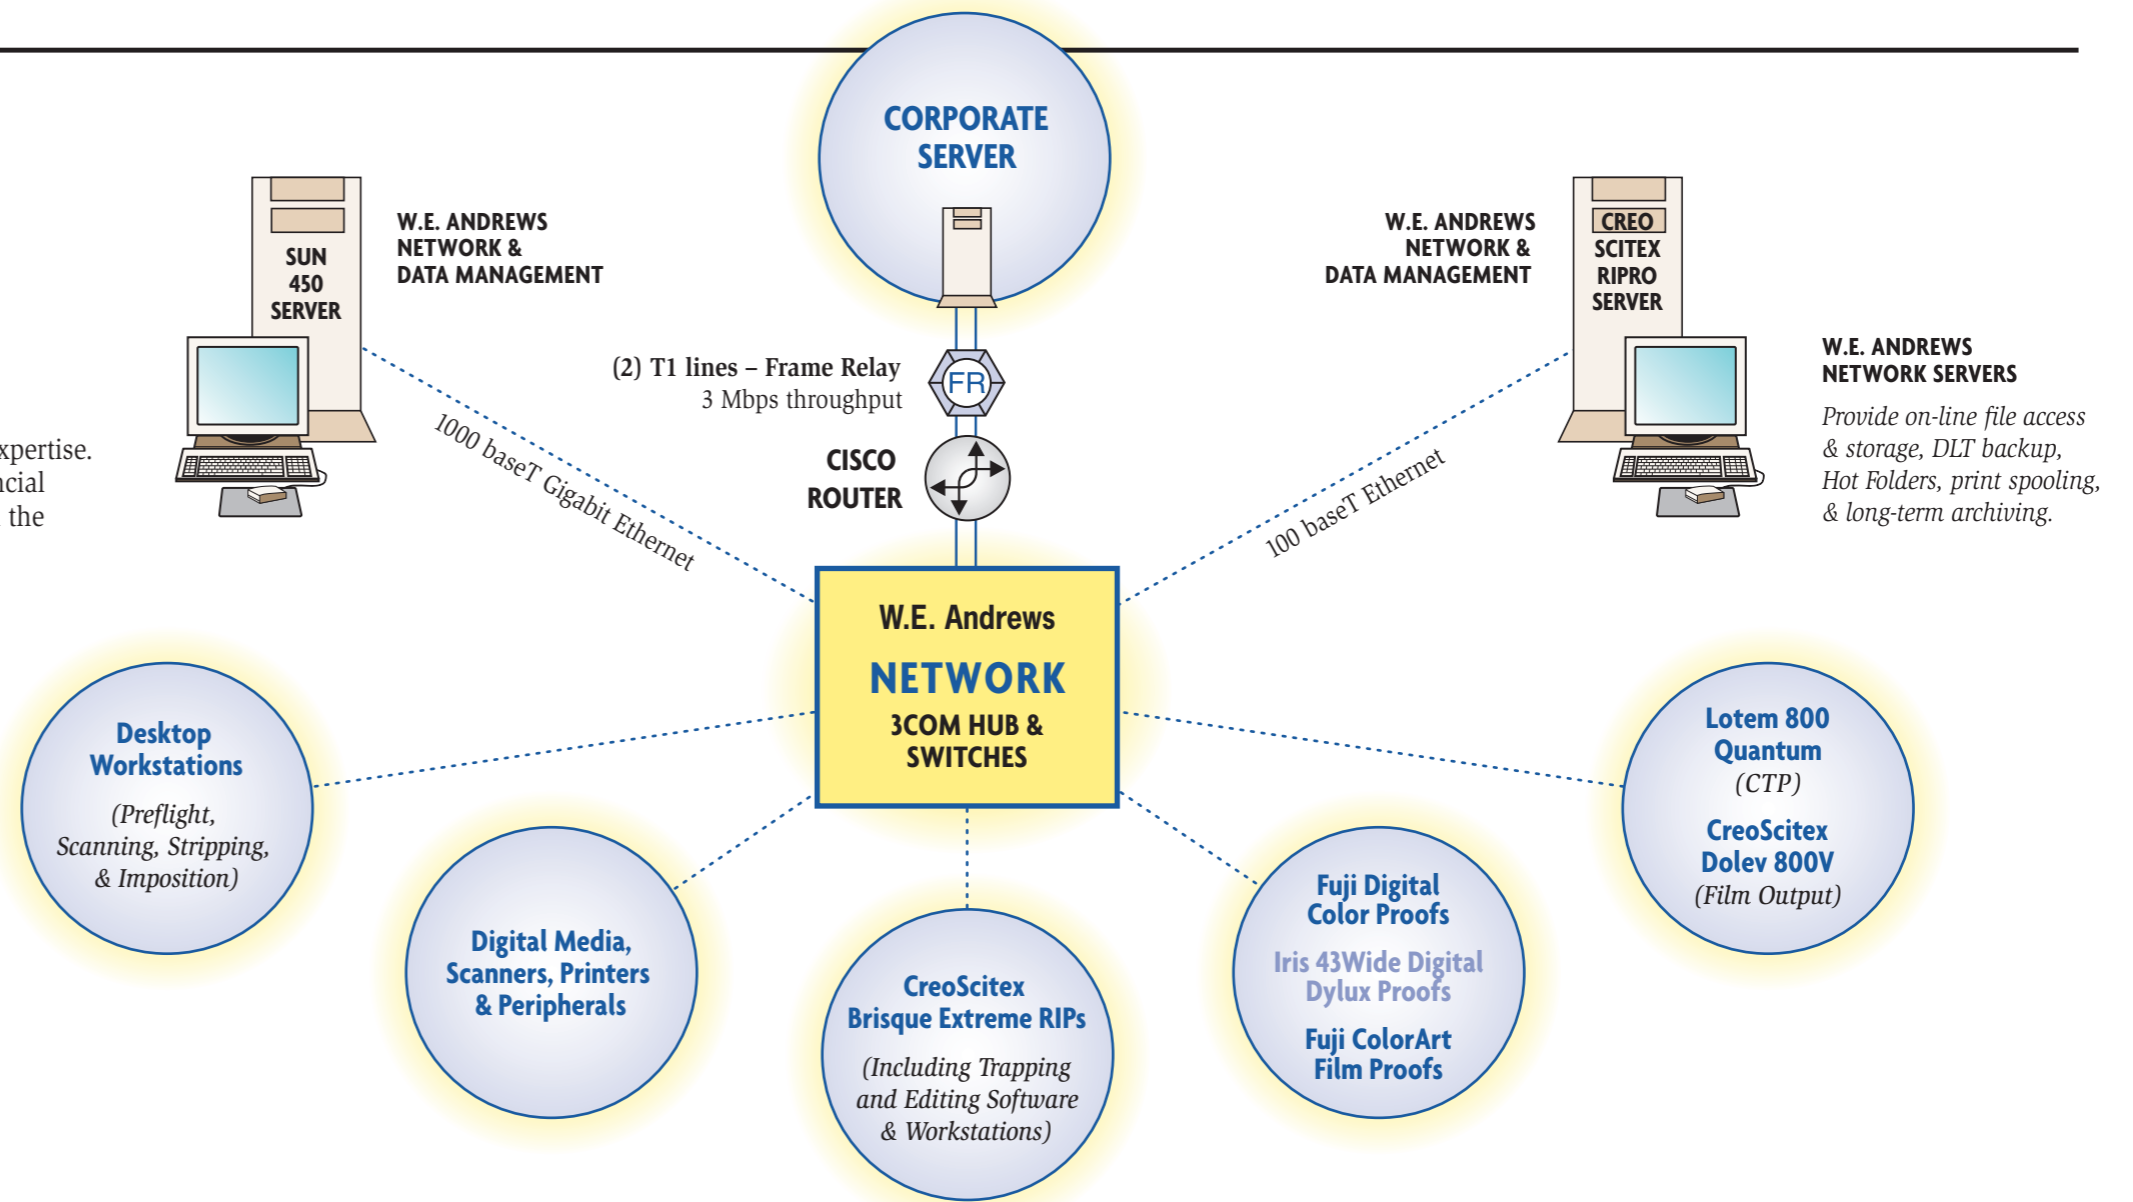 CORPORATE
SERVER
SUN
450
SERVER
W.E. ANDREWS
NETWORK &
DATA MANAGEMENT
W.E. ANDREWS
NETWORK &
DATA MANAGEMENT
CREO
SCITEX
RIPRO
SERVER
W.E. ANDREWS
NETWORK SERVERS
Provide on-line file access
& storage, DLT backup,
Hot Folders, print spooling,
& long-term archiving.
(2) T1 lines – Frame Relay
3 Mbps throughput
FR
CISCO
ROUTER
xpertise.
ncial
the
1000 baseT Gigabit Ethernet
100 baseT Ethernet
W.E. Andrews
NETWORK
3COM HUB &
SWITCHES
Desktop
Workstations
(Preflight,
Scanning, Stripping,
& Imposition)
Digital Media,
Scanners, Printers
& Peripherals
CreoScitex
Brisque Extreme RIPs
(Including Trapping
and Editing Software
& Workstations)
Fuji Digital
Color Proofs
Iris 43Wide Digital
Dylux Proofs
Fuji ColorArt
Film Proofs
Lotem 800
Quantum
(CTP)
CreoScitex
Dolev 800V
(Film Output)